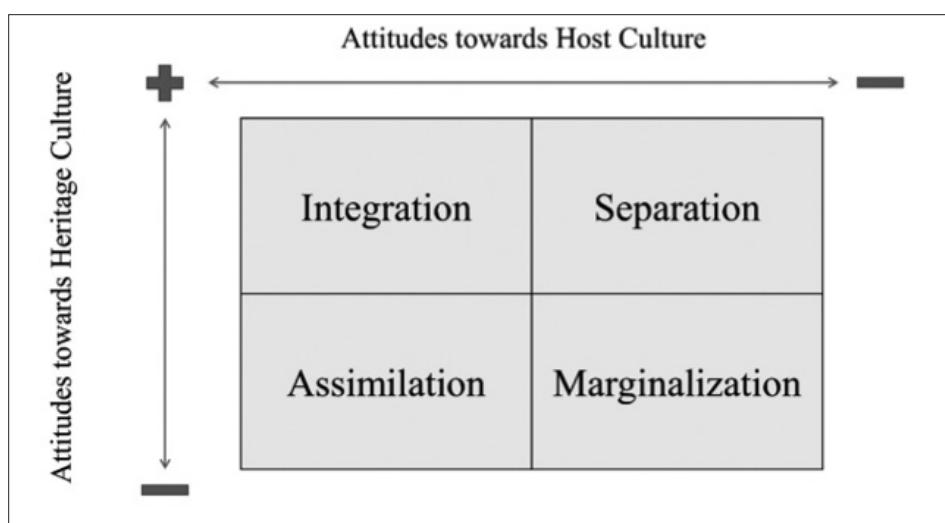 Attitudes towards Host Culture
Attitudes towards Heritage Culture
Integration
Separation
Assimilation
Marginalization